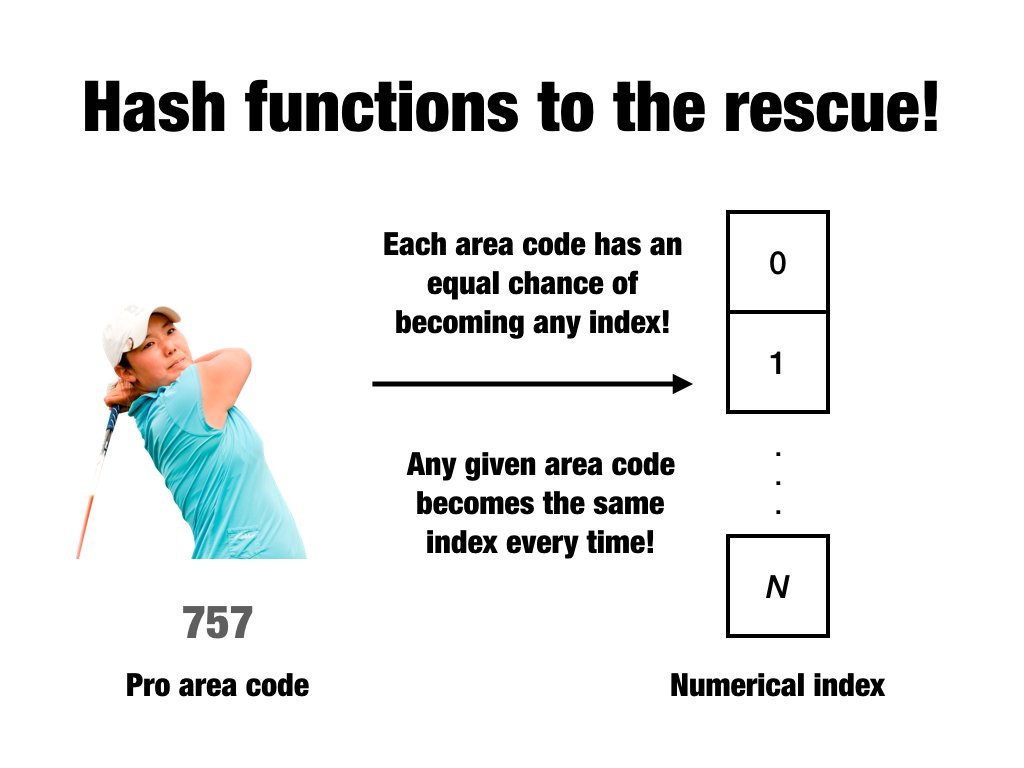 Hash functions to the rescue!
Each area code has an
equal chance of
becoming any index!
Any given area code
becomes the same
index every time!
0
1
.
.
.
N
757
Pro area code
Numerical index